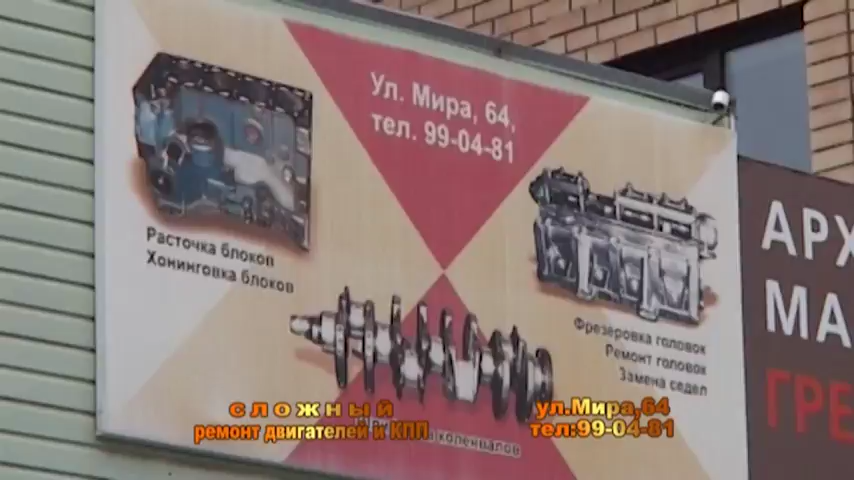 Ул. Мира, 64,
тел. 99-04-81
Расточка блоков
Хонинговка блоков
Фрезеровка головок
Ремонт головок
Замена седел
коленвалов
АРХ
МА
ГРЕ
сложный
ремонт двигателей и КПП
ул.Мира,64
тел:99-04-81